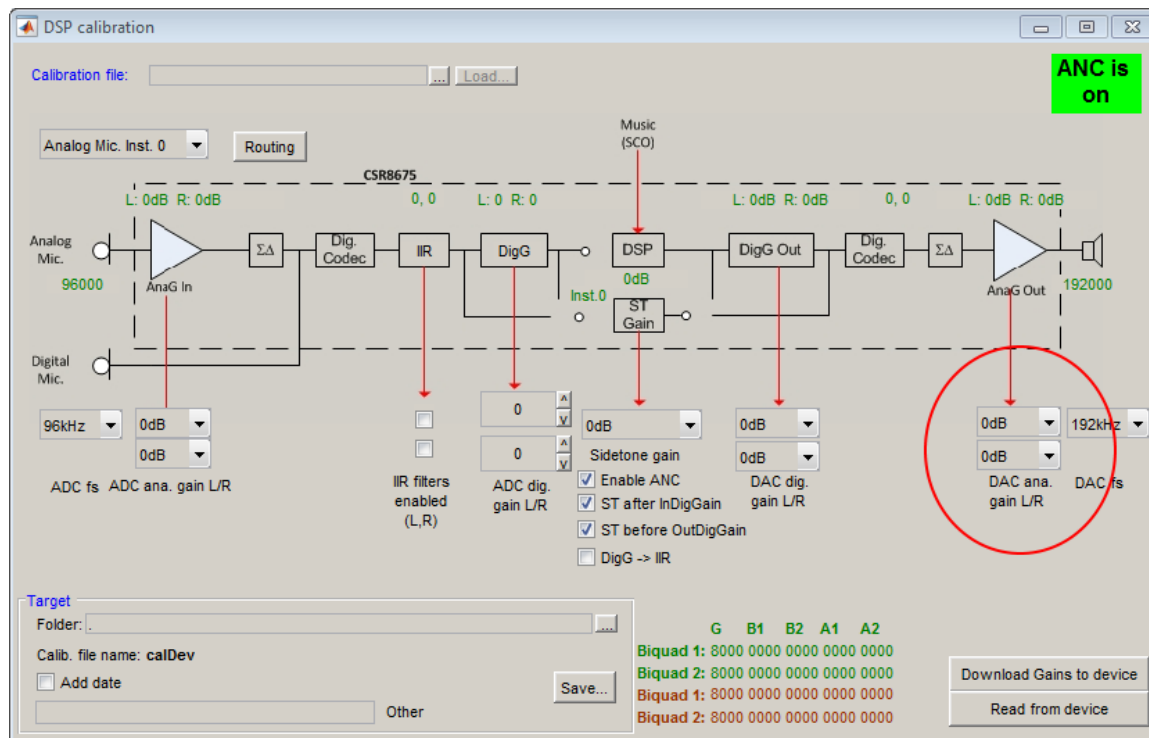 DSP calibration
Calibration file:
...
Load...
ANC is
on
Analog Mic. Inst. 0
Routing
Music
(SCO)
CSR8675
L: 0dB R: 0dB
0, 0
L: 0 R: 0
L: 0dB R: 0dB
0, 0
L: 0dB R: 0dB
Analog
Mic.
96000
AnaG In
ΣΔ
Dig.
Codec
IIR
DigG
DSP
0dB
Inst.0
ST
Gain
DigG Out
Dig.
Codec
ΣΔ
AnaG Out
192000
Digital
Mic.
96kHz
0dB
0dB
ADC fs
ADC ana. gain L/R
IIR filters
enabled
(L,R)
0
0
ADC dig.
gain L/R
0dB
Sidetone gain
Enable ANC
ST after InDigGain
ST before OutDigGain
DigG -> IIR
0dB
0dB
DAC dig.
gain L/R
0dB
0dB
DAC ana.
gain L/R
192kHz
DAC fs
Target
Folder: .
...
Calib. file name: calDev
Add date
Save...
Other
G B1 B2 A1 A2
Biquad 1: 8000 0000 0000 0000 0000
Biquad 2: 8000 0000 0000 0000 0000
Biquad 1: 8000 0000 0000 0000 0000
Biquad 2: 8000 0000 0000 0000 0000
Download Gains to device
Read from device